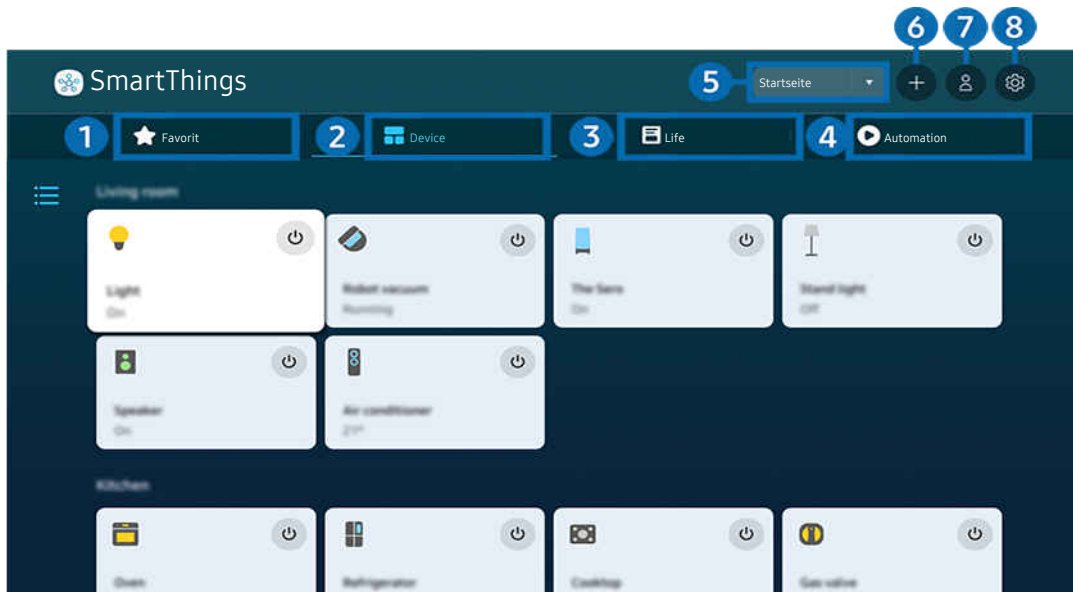 6 7 8
SmartThings
5 Startseite
1 Favorit 2 Device 3 Life 4 Automation
Living room
Light Robot vacuum The Sero Stand light
On Running On Off
Speaker Air conditioner
On 21°
Kitchen
Oven Refrigerator Cooktop Gas valve